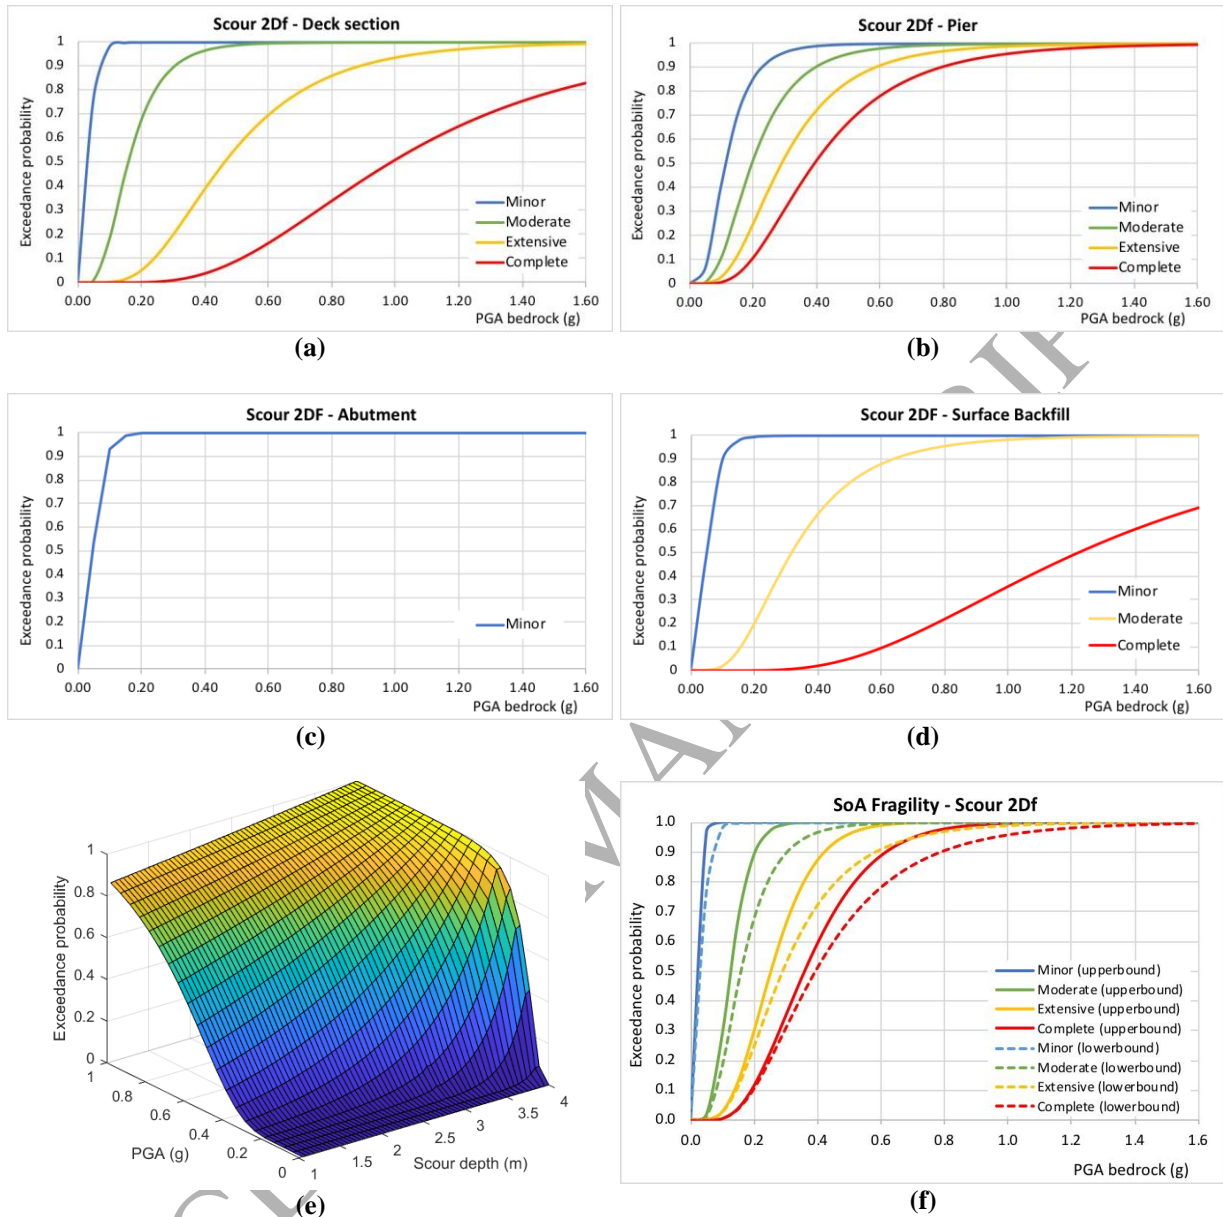 Scour 2Df - Deck section
Exceedance probability
1
0.9
0.8
0.7
0.6
0.5
0.4
0.3
0.2
0.1
0
Minor
Moderate
Extensive
Complete
0.00 0.20 0.40 0.60 0.80 1.00 1.20 1.40 1.60
PGA bedrock (g)
(a)
Scour 2Df - Pier
Exceedance probability
1
0.9
0.8
0.7
0.6
0.5
0.4
0.3
0.2
0.1
0
Minor
Moderate
Extensive
Complete
0.00 0.20 0.40 0.60 0.80 1.00 1.20 1.40 1.60
PGA bedrock (g)
(b)
Scour 2DF - Abutment
Exceedance probability
1
0.9
0.8
0.7
0.6
0.5
0.4
0.3
0.2
0.1
0
Minor
0.00 0.20 0.40 0.60 0.80 1.00 1.20 1.40 1.60
PGA bedrock (g)
(c)
Scour 2DF - Surface Backfill
Exceedance probability
1
0.9
0.8
0.7
0.6
0.5
0.4
0.3
0.2
0.1
0
Minor
Moderate
Complete
0.00 0.20 0.40 0.60 0.80 1.00 1.20 1.40 1.60
PGA bedrock (g)
(d)
Exceedance probability
1
0.8
0.6
0.4
0.2
0
1
0.8
0.6
0.4
0.2
0
PGA (g)
1
1.5
2
2.5
3
3.5
4
Scour depth (m)
(e)
SoA Fragility - Scour 2Df
Exceedance probability
1.0
0.9
0.8
0.7
0.6
0.5
0.4
0.3
0.2
0.1
0.0
Minor (upperbound)
Moderate (upperbound)
Extensive (upperbound)
Complete (upperbound)
Minor (lowerbound)
Moderate (lowerbound)
Extensive (lowerbound)
Complete (lowerbound)
0.0 0.2 0.4 0.6 0.8 1.0 1.2 1.4 1.6
PGA bedrock (g)
(f)